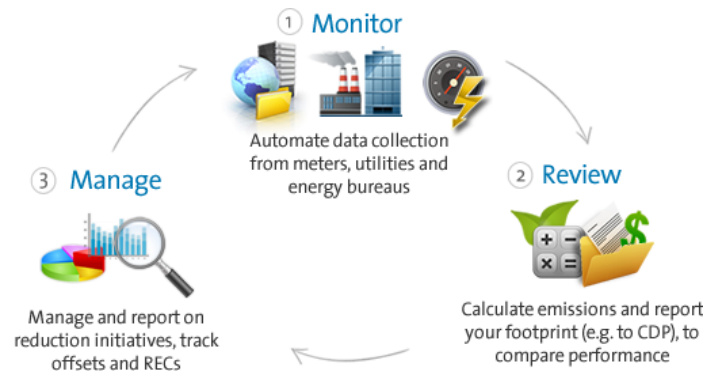 1 Monitor
Automate data collection
from meters, utilities and
energy bureaus
2 Review
Calculate emissions and report
your footprint (e.g. to CDP), to
compare performance
3 Manage
Manage and report on
reduction initiatives, track
offsets and RECs